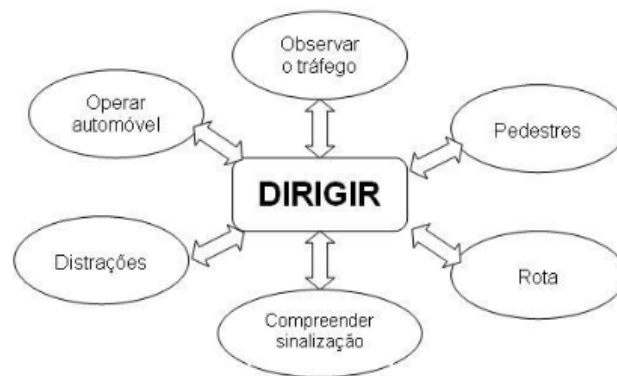 Observar
o tráfego
Operar
automóvel
Pedestres
DIRIGIR
Distrações
Rota
Compreender
sinalização